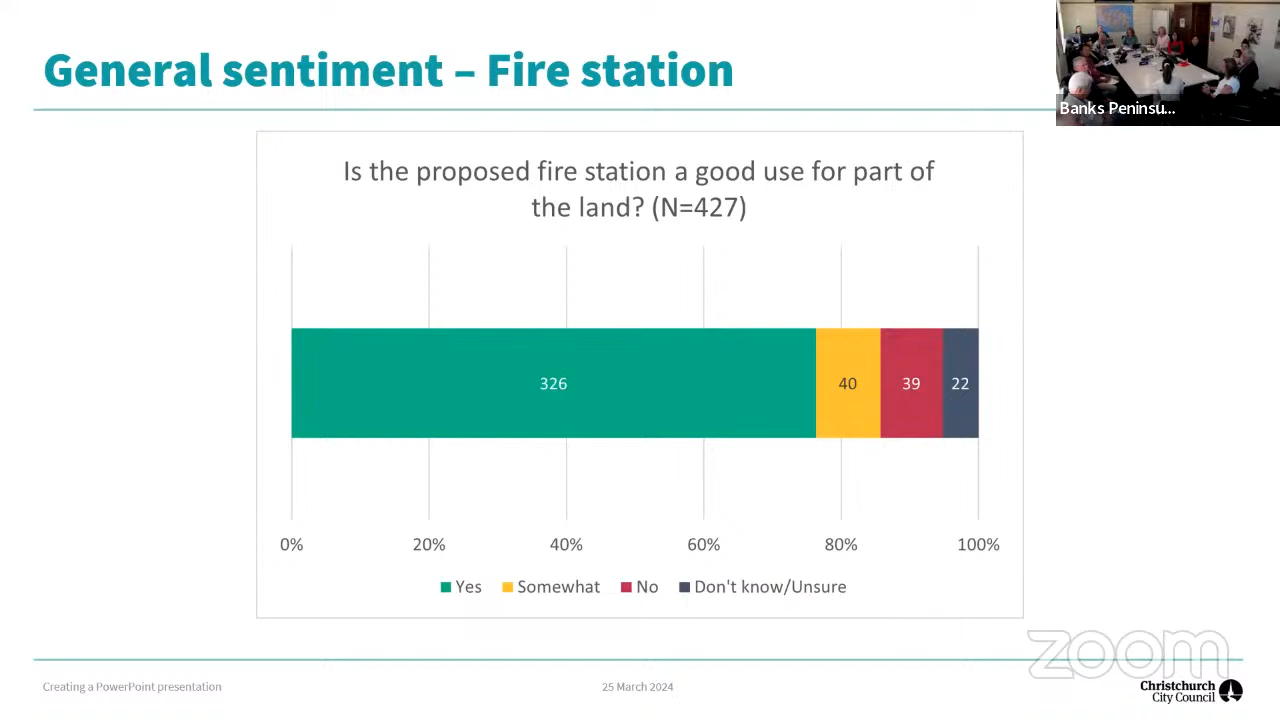 General sentiment – Fire station
Banks Peninsu...
Is the proposed fire station a good use for part of
the land? (N=427)
326
40
39
22
0%
20%
40%
60%
80%
100%
Yes
Somewhat
No
Don't know/Unsure
zoom
Creating a PowerPoint presentation
25 March 2024
Christchurch
City Council